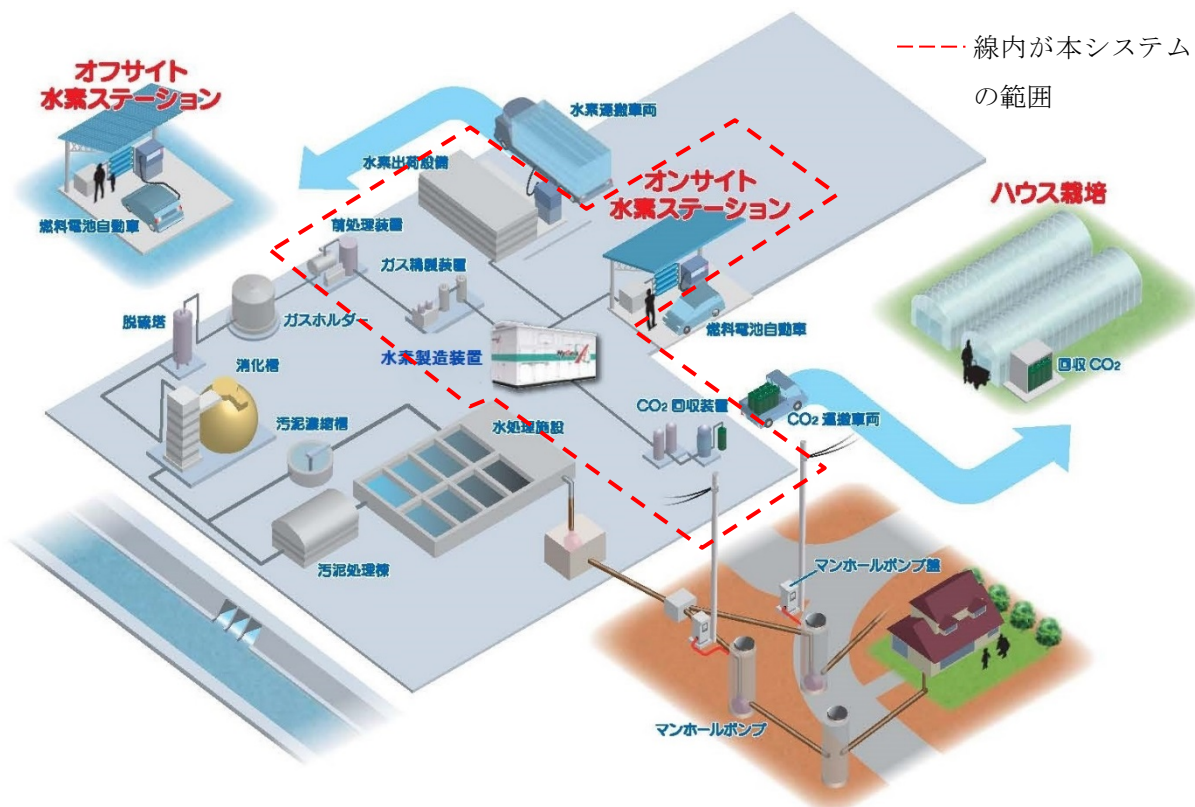 線内が本システム
の範囲
オフサイト
水素ステーション
燃料電池自動車
水素運搬車両
水素出荷設備
オンサイト
水素ステーション
燃料電池自動車
ハウス栽培
回収CO2
前処理装置
ガス精製装置
ガスホルダー
脱硫塔
消化槽
水素製造装置
汚泥濃縮槽
水処理施設
CO2回収装置
CO2運搬車両
汚泥処理棟
マンホールポンプ盤
マンホールポンプ